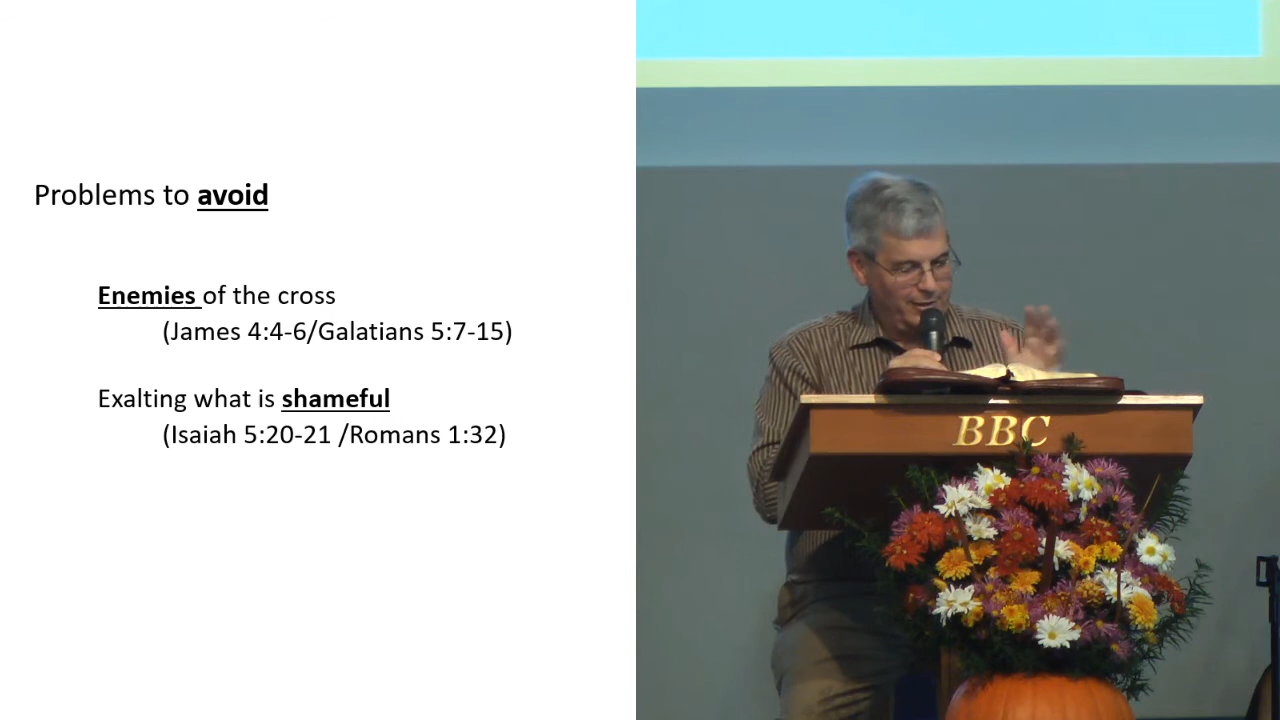 Problems to avoid
Enemies of the cross
(James 4:4-6/Galatians 5:7-15)
Exalting what is shameful
(Isaiah 5:20-21 /Romans 1:32)
BBC